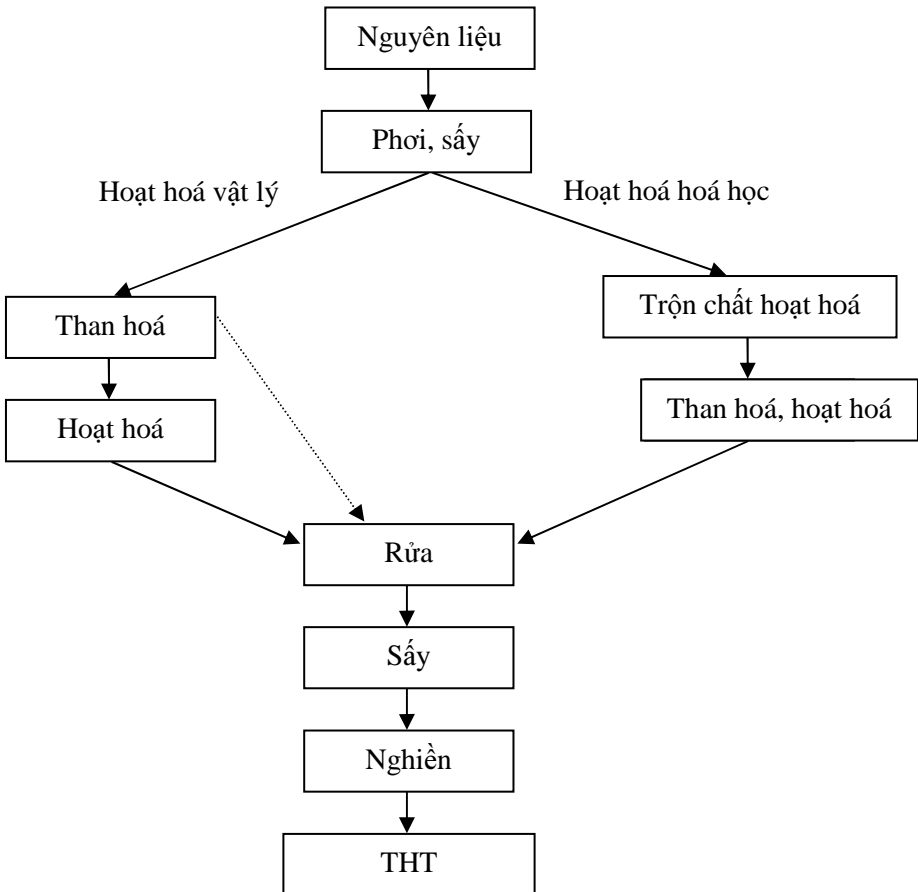 Nguyên liệu
Phơi, sấy
Hoạt hoá vật lý
Hoạt hoá hoá học
Than hoá
Trộn chất hoạt hoá
Hoạt hoá
Than hoá, hoạt hoá
Rửa
Sấy
Nghiền
THT